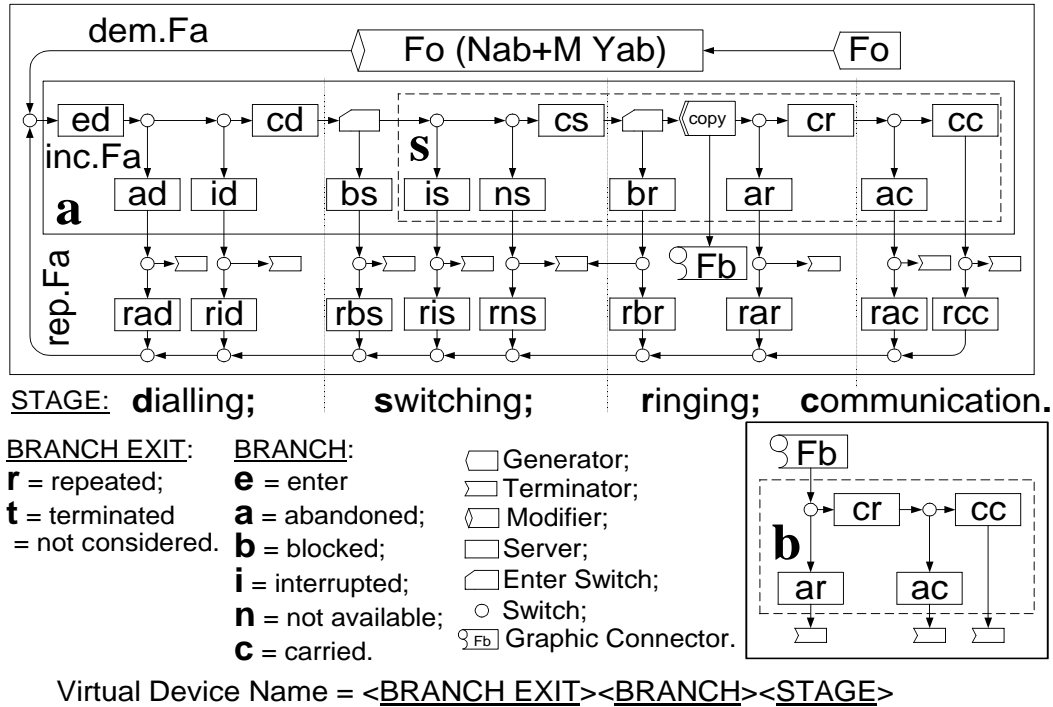 dem.Fa
Fo (Nab+M Yab)
Fo
ed
cd
cs
copy
cr
cc
inc.Fa
s
ad
id
bs
is
ns
br
ar
ac
a
rep.Fa
Fb
rad
rid
rbs
ris
rns
rbr
rar
rac
rcc
STAGE: dialling; switching; ringing; communication.
BRANCH EXIT:
r = repeated;
t = terminated
= not considered.
BRANCH:
e = enter
a = abandoned;
b = blocked;
i = interrupted;
n = not available;
c = carried.
Generator;
Terminator;
Modifier;
Server;
Enter Switch;
Switch;
Fb Graphic Connector.
Fb
cr
cc
b
ar
ac
Virtual Device Name = <BRANCH EXIT><BRANCH><STAGE>